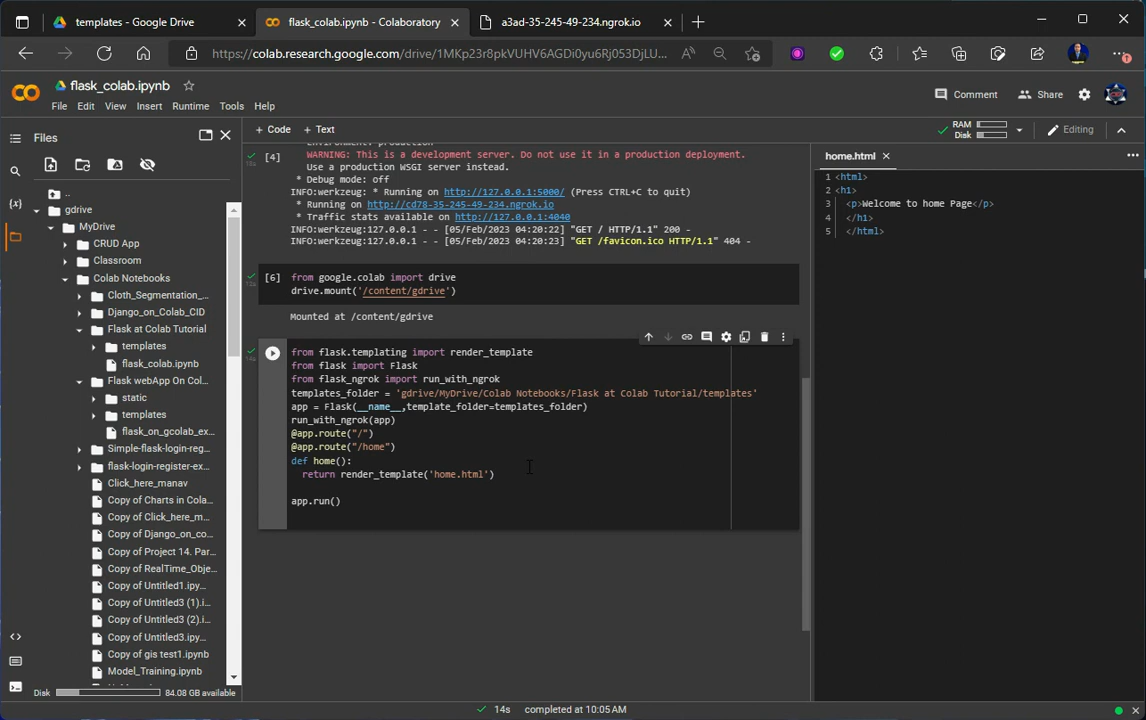 templates - Google Drive
flask_colab.ipynb - Colaboratory
a3ad-35-245-49-234.ngrok.io
https://colab.research.google.com/drive/1MKp23r8pkVUHV6AGDi0yu6Rj053DjLU...
flask_colab.ipynb
File Edit View Insert Runtime Tools Help
Comment
Share
Files
+ Code + Text
RAM
Disk
Editing
..
gdrive
MyDrive
CRUD App
Classroom
Colab Notebooks
Cloth_Segmentation_...
Django_on_Colab_CID
Flask at Colab Tutorial
templates
flask_colab.ipynb
Flask webApp On Col...
static
templates
flask_on_gcolab_ex...
Simple-flask-login-reg...
flask-login-register-ex...
Click_here_manav
Copy of Charts in Cola...
Copy of Click_here_m...
Copy of Django_on_co...
Copy of Project 14. Par...
Copy of RealTime_Obje...
Copy of Untitled1.ipy...
Copy of Untitled3 (1).i...
Copy of Untitled3 (2).i...
Copy of Untitled3.ipy...
Copy of gis test1.ipynb
Model_Training.ipynb
Disk 84.08 GB available
Environment: production
[4] WARNING: This is a development server. Do not use it in a production deployment.
Use a production WSGI server instead.
* Debug mode: off
INFO:werkzeug: * Running on http://127.0.0.1:5000/ (Press CTRL+C to quit)
* Running on http://cd78-35-245-49-234.ngrok.io
* Traffic stats available on http://127.0.0.1:4040
INFO:werkzeug:127.0.0.1 - - [05/Feb/2023 04:20:22] "GET / HTTP/1.1" 200 -
INFO:werkzeug:127.0.0.1 - - [05/Feb/2023 04:20:23] "GET /favicon.ico HTTP/1.1" 404 -
[6] from google.colab import drive
drive.mount('/content/gdrive')
Mounted at /content/gdrive
from flask.templating import render_template
from flask import Flask
from flask_ngrok import run_with_ngrok
templates_folder = 'gdrive/MyDrive/Colab Notebooks/Flask at Colab Tutorial/templates'
app = Flask(__name__,template_folder=templates_folder)
run_with_ngrok(app)
@app.route("/")
@app.route("/home")
def home():
return render_template('home.html')
app.run()
home.html
1 <html>
2 <h1>
3 <p>Welcome to home Page</p>
4 </h1>
5 </html>
14s completed at 10:05 AM